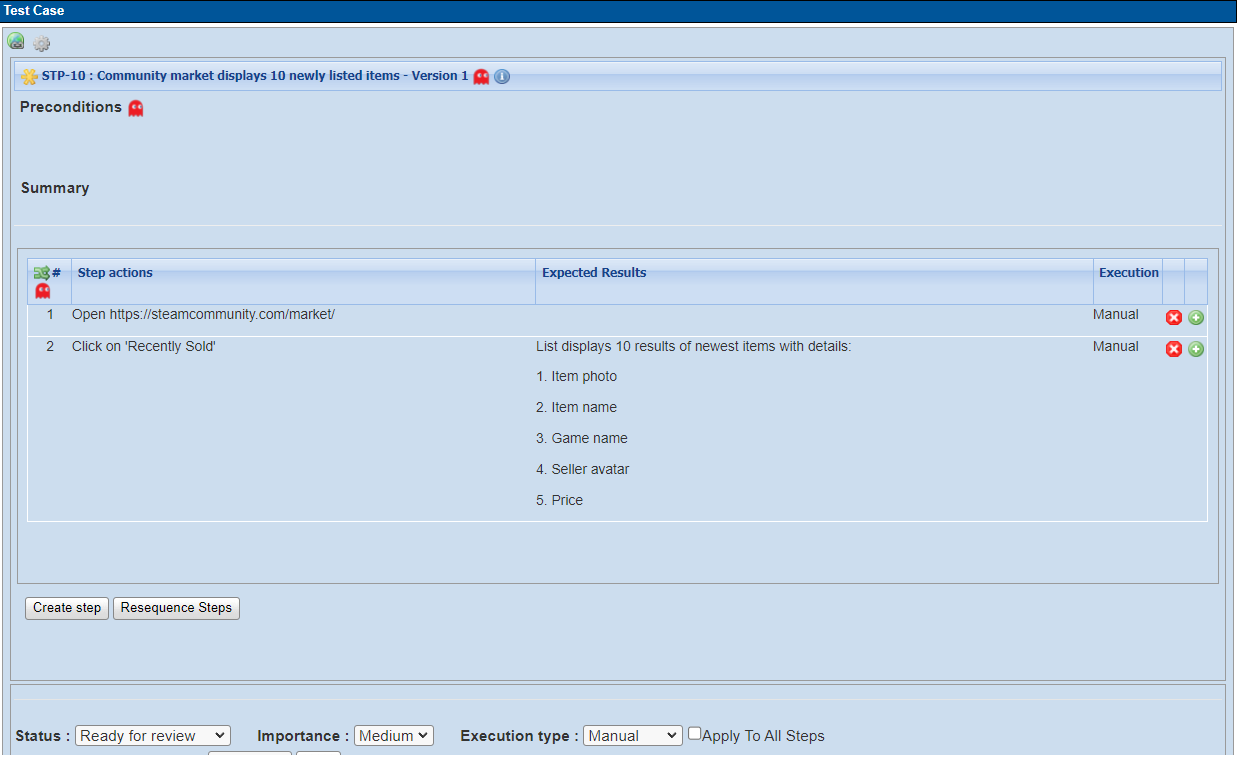 Test Case
STP-10 : Community market displays 10 newly listed items - Version 1
Preconditions
Summary
# Step actions Expected Results Execution
1 Open https://steamcommunity.com/market/ Manual
2 Click on 'Recently Sold' List displays 10 results of newest items with details: Manual
1. Item photo
2. Item name
3. Game name
4. Seller avatar
5. Price
Create step Resequence Steps
Status : Ready for review Importance : Medium Execution type : Manual Apply To All Steps